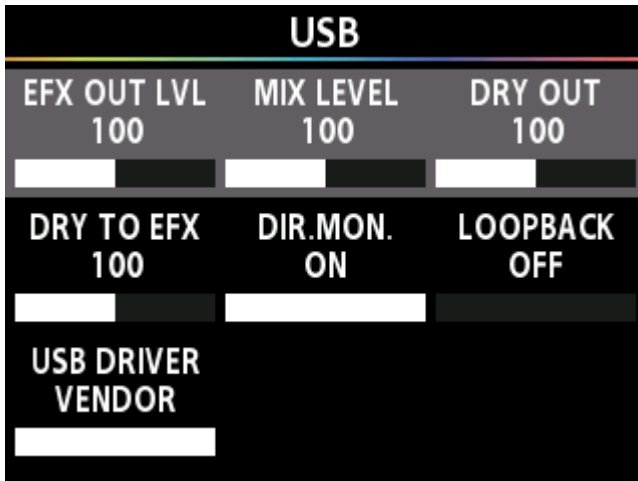 USB
EFX OUT LVL
100
MIX LEVEL
100
DRY OUT
100
DRY TO EFX
100
DIR.MON.
ON
LOOPBACK
OFF
USB DRIVER
VENDOR